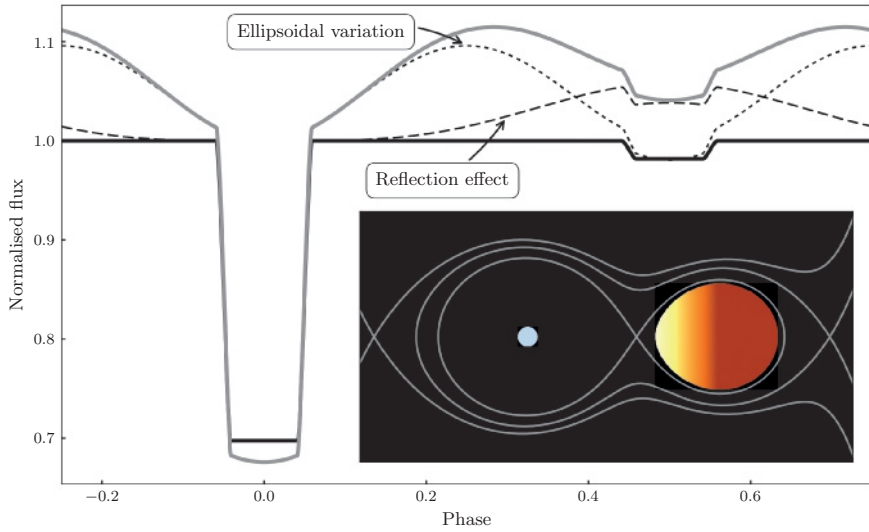 Ellipsoidal variation
Reflection effect
Normalised flux
1.1
1.0
0.9
0.8
0.7
−0.2
0.0
0.2
0.4
0.6
Phase